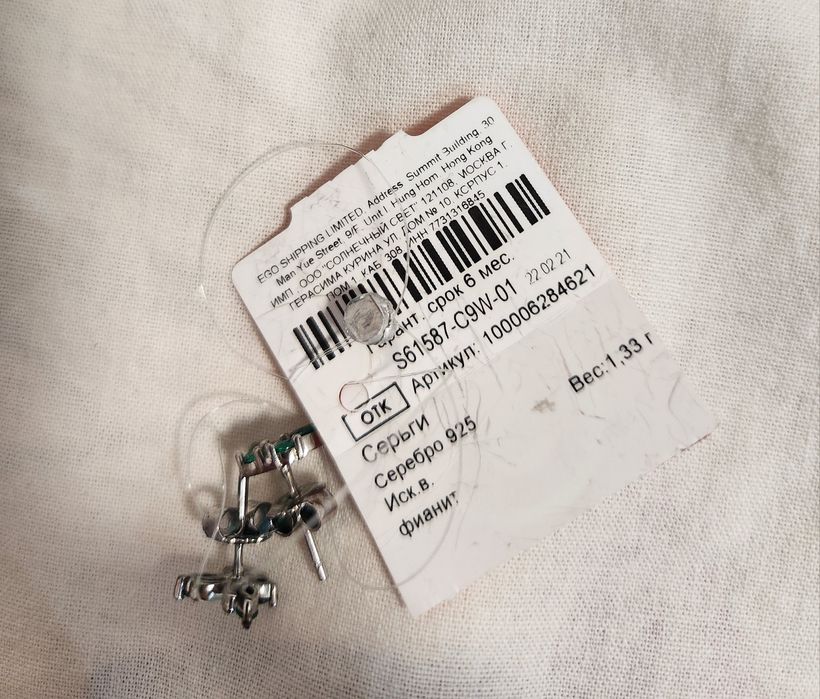 EGO SHIPPING LIMITED. Address: Summit Building, 30
Man Yue Street, 9/F, Unit I Hung Hom, Hong Kong
ИМП.: ООО "СОЛНЕЧНЫЙ СВЕТ" 121108, МОСКВА Г.
ГЕРАСИМА КУРИНА УЛ, ДОМ № 10, КОРПУС 1,
ПОМ 1, КАБ. 308, ИНН 7731316845
Гарант. срок 6 мес.
S61587-C9W-01 22.02.21
Артикул: 100006284621
ОТК
Вес:1,33 г
Серьги
Серебро 925
Иск.в.
фианит